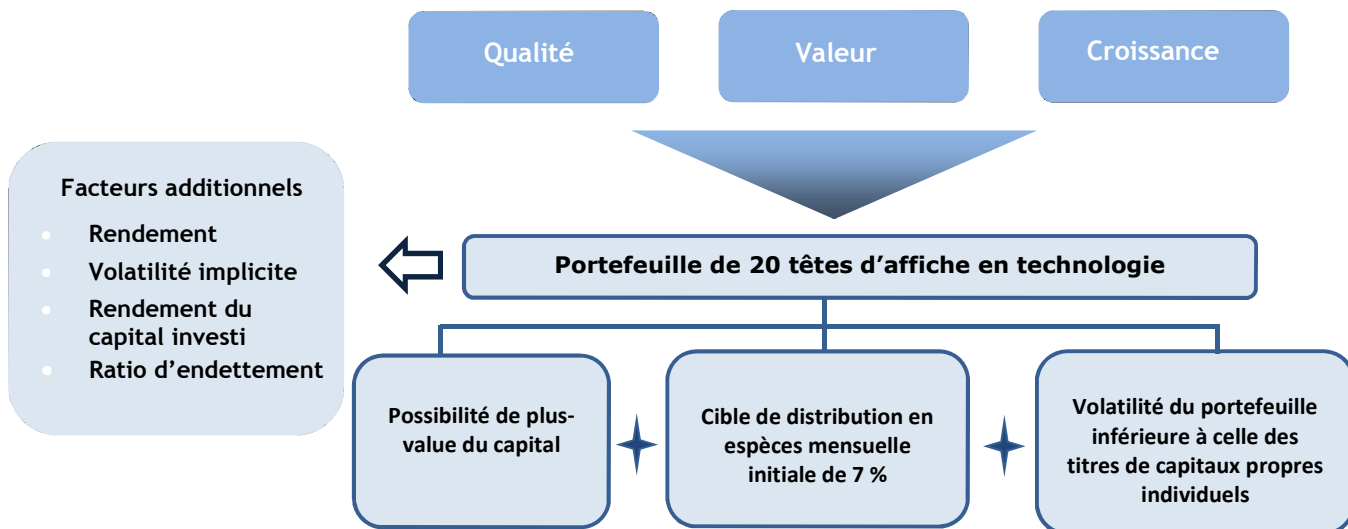 Qualité
Valeur
Croissance
Facteurs additionnels
Rendement
Volatilité implicite
Rendement du
capital investi
Ratio d’endettement
Portefeuille de 20 têtes d’affiche en technologie
Possibilité de plus-
value du capital
Cible de distribution en
espèces mensuelle
initiale de 7 %
Volatilité du portefeuille
inférieure à celle des
titres de capitaux propres
individuels